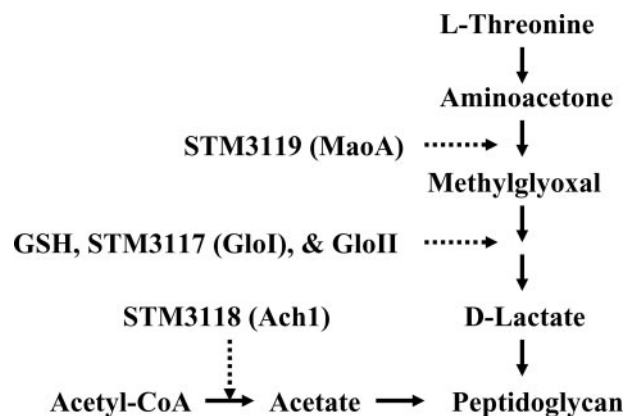 L-Threonine
Aminoacetone
STM3119 (MaoA)
Methylglyoxal
GSH, STM3117 (GloI), & GloII
STM3118 (Ach1)
D-Lactate
Acetyl-CoA
Acetate
Peptidoglycan